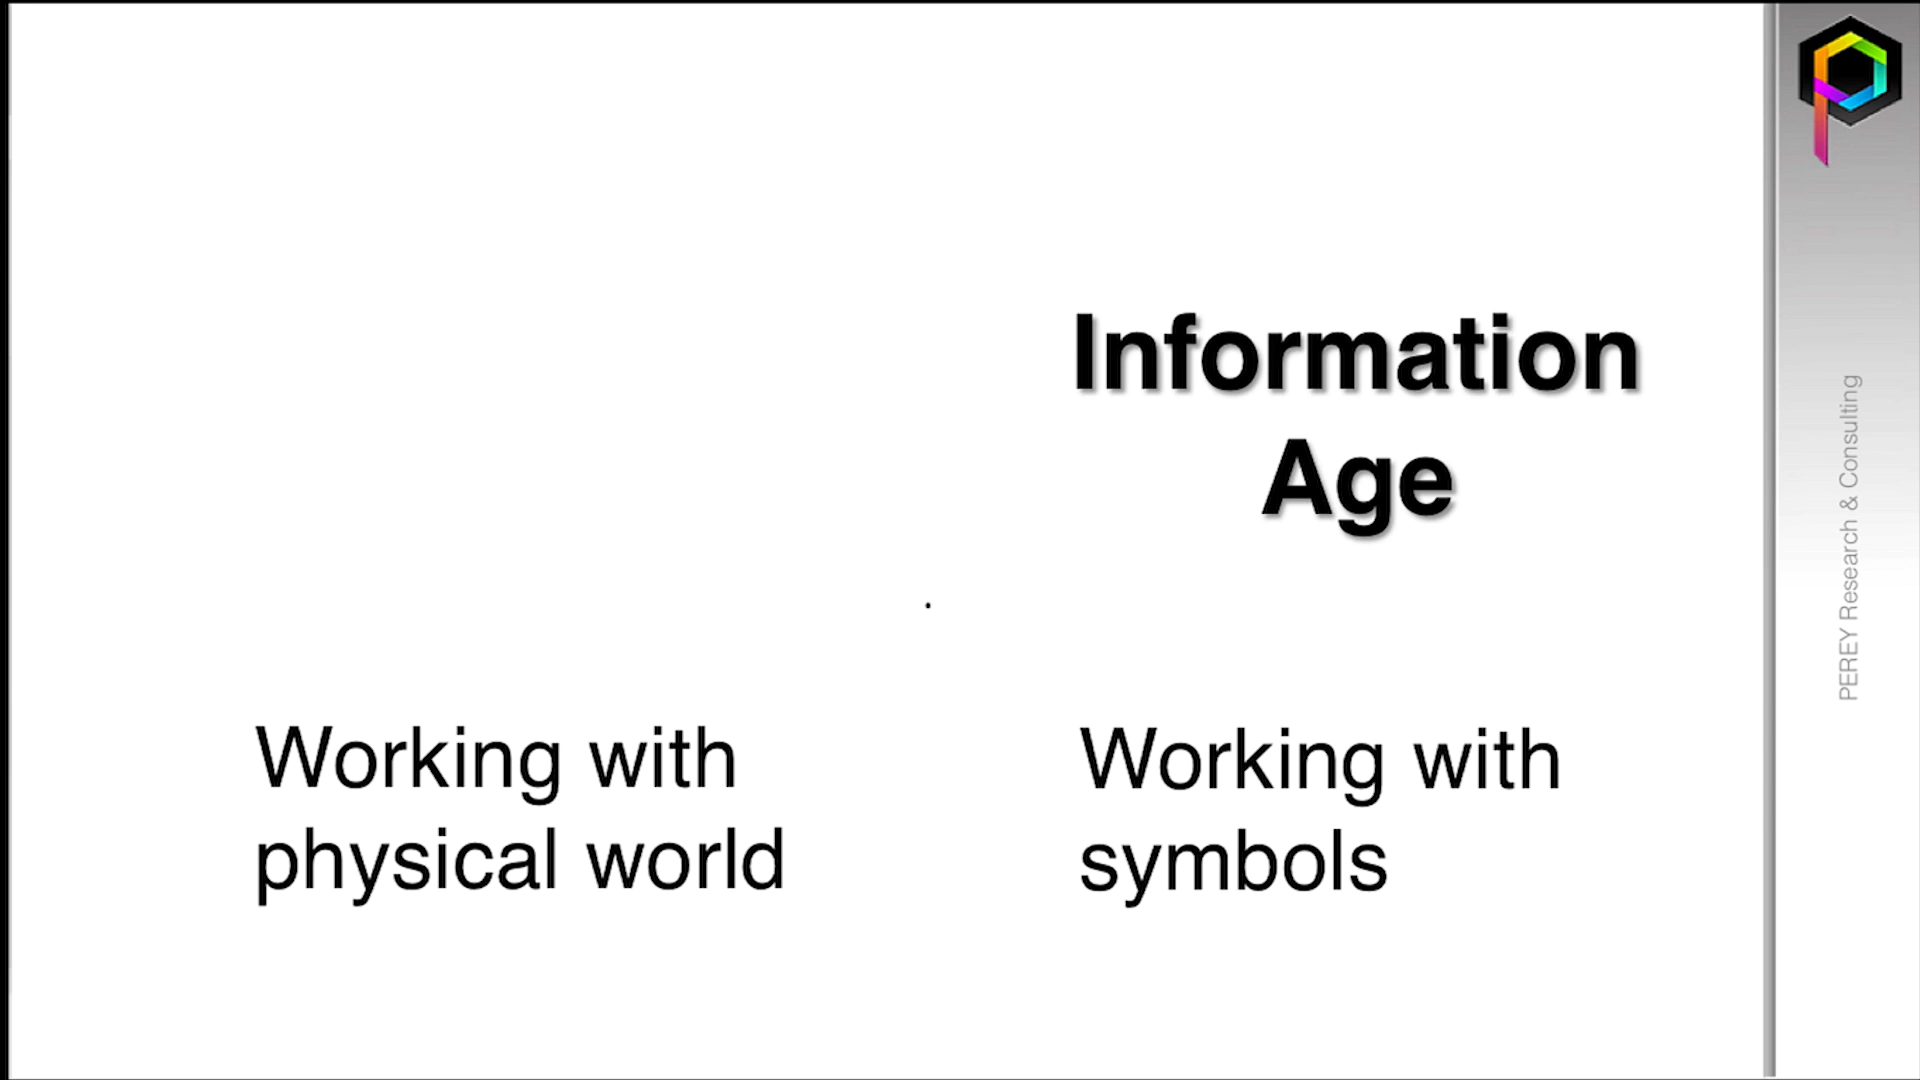 Information
Age
Working with
physical world
Working with
symbols
PEREY Research & Consulting